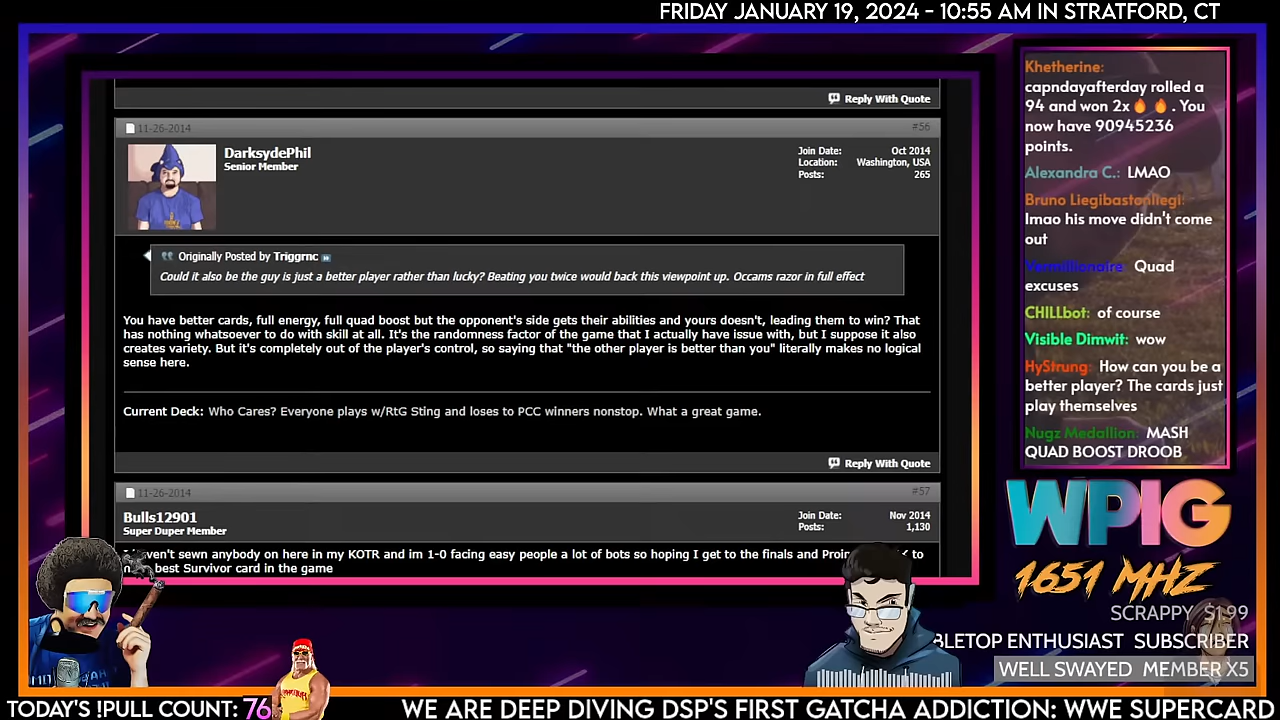 FRIDAY JANUARY 19, 2024 - 10:55 AM IN STRATFORD, CT
Reply With Quote
11-26-2014
#56
DarksydePhil
Senior Member
Join Date: Oct 2014
Location: Washington, USA
Posts: 265
Originally Posted by Triggrnc
Could it also be the guy is just a better player rather than lucky? Beating you twice would back this viewpoint up. Occams razor in full effect
You have better cards, full energy, full quad boost but the opponent's side gets their abilities and yours doesn't, leading them to win? That
has nothing whatsoever to do with skill at all. It's the randomness factor of the game that I actually have issue with, but I suppose it also
creates variety. But it's completely out of the player's control, so saying that "the other player is better than you" literally makes no logical
sense here.
Current Deck: Who Cares? Everyone plays w/RtG Sting and loses to PCC winners nonstop. What a great game.
Reply With Quote
11-26-2014
#57
Bulls12901
Super Duper Member
Join Date: Nov 2014
Posts: 1,130
sewn anybody on here in my KOTR and im 1-0 facing easy people a lot of bots so hoping I get to the finals and to
best Survivor card in the game
Khetherine:
capndayafterday rolled a
94 and won 2x🔥 🔥. You
now have 90945236
points.
Alexandra C.: LMAO
Bruno Liegibastonliegi:
lmao his move didn't come
out
Vermillionaire Quad
excuses
CHILLbot: of course
Visible Dimwit: wow
HyStrung: How can you be a
better player? The cards just
play themselves
Nugz Medallion: MASH
QUAD BOOST DROOB
WPIG
1651 MHZ
SCRAPPY $1.99
BLETOP ENTHUSIAST SUBSCRIBER
WELL SWAYED MEMBER X5
TODAY'S !PULL COUNT: 76
WE ARE DEEP DIVING DSP'S FIRST GATCHA ADDICTION: WWE SUPERCARD